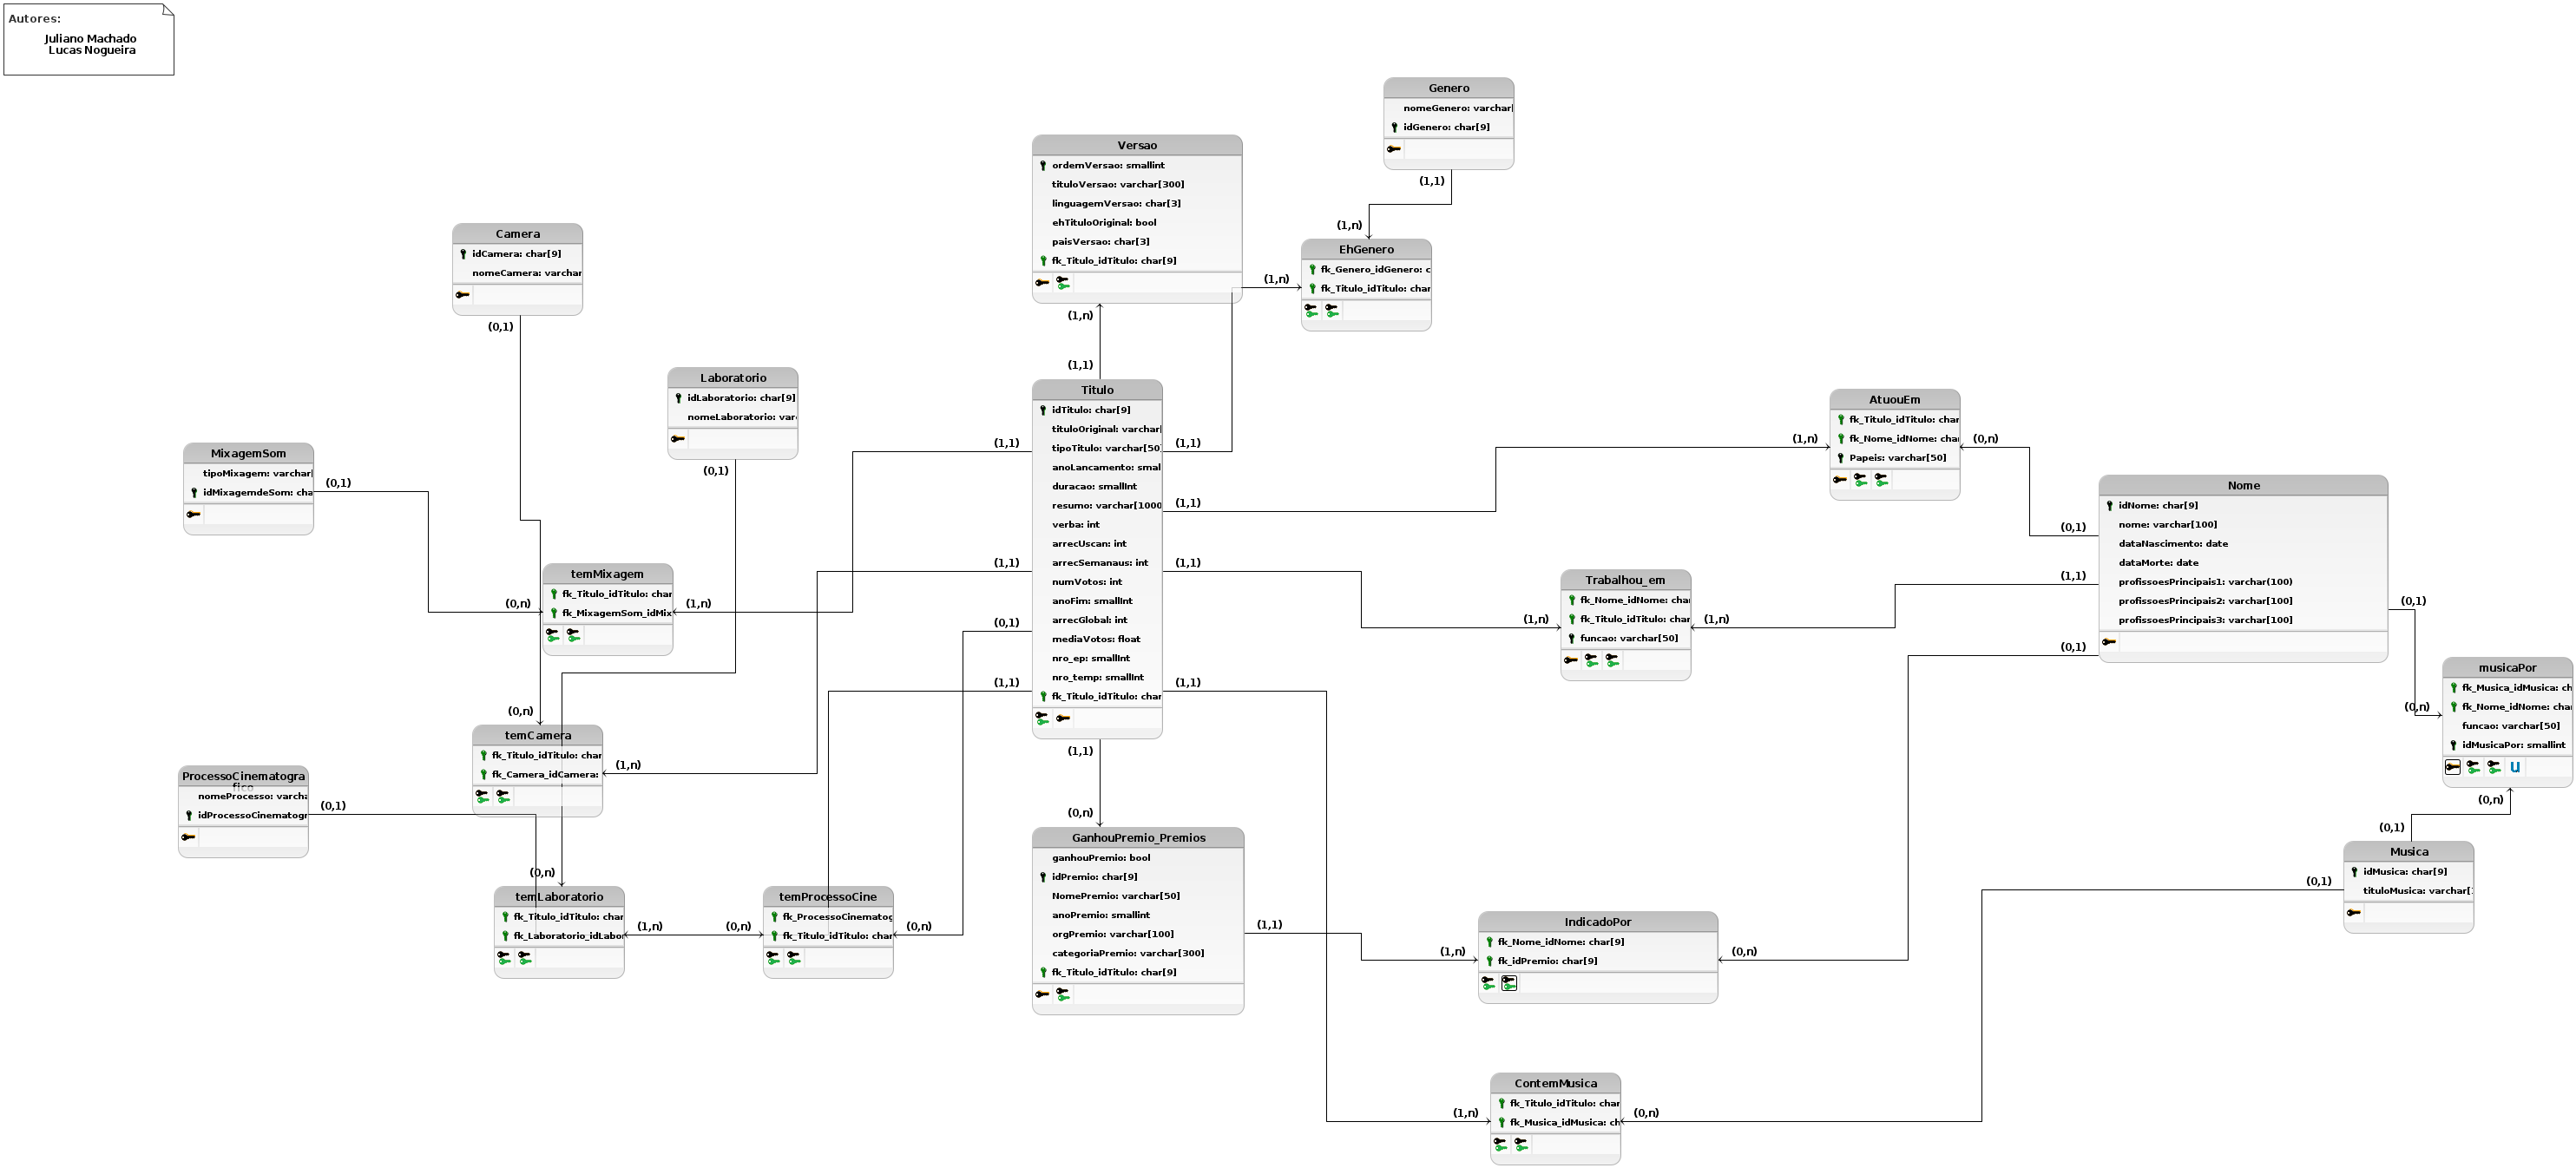 Autores:
Juliano Machado
Lucas Nogueira
Genero
nomeGenero: varchar[
idGenero: char[9]
(1,1)
(1,n)
Versao
ordemVersao: smallint
tituloVersao: varchar[300]
linguagemVersao: char[3]
ehTituloOriginal: bool
paisVersao: char[3]
fk_Titulo_idTitulo: char[9]
(1,n)
(1,1)
EhGenero
fk_Genero_idGenero: c
fk_Titulo_idTitulo: char
(1,n)
Camera
idCamera: char[9]
nomeCamera: varchar
(0,1)
Laboratorio
idLaboratorio: char[9]
nomeLaboratorio: var
(0,1)
MixagemSom
tipoMixagem: varchar[
idMixagemdeSom: cha
(0,1)
Titulo
idTitulo: char[9]
tituloOriginal: varchar[
tipoTitulo: varchar[50]
anoLancamento: smal
duracao: smallInt
resumo: varchar[1000
verba: int
arrecUscan: int
arrecSemanaus: int
numVotos: int
anoFim: smallInt
arrecGlobal: int
mediaVotos: float
nro_ep: smallInt
nro_temp: smallInt
fk_Titulo_idTitulo: char
(1,1)
(1,1)
(1,1)
(1,1)
(1,1)
(0,1)
(1,1)
(1,1)
(1,1)
AtuouEm
fk_Titulo_idTitulo: char
fk_Nome_idNome: cha
Papeis: varchar[50]
(1,n)
(0,n)
Nome
idNome: char[9]
nome: varchar[100]
dataNascimento: date
dataMorte: date
profissoesPrincipais1: varchar(100)
profissoesPrincipais2: varchar[100]
profissoesPrincipais3: varchar[100]
(0,1)
(1,1)
(0,1)
(0,1)
temMixagem
fk_Titulo_idTitulo: char
fk_MixagemSom_idMix
(0,n)
(1,n)
Trabalhou_em
fk_Nome_idNome: cha
fk_Titulo_idTitulo: char
funcao: varchar[50]
(1,n)
(1,n)
musicaPor
fk_Musica_idMusica: ch
fk_Nome_idNome: cha
funcao: varchar[50]
idMusicaPor: smallint
u
(0,n)
(0,n)
temCamera
fk_Titulo_idTitulo: char
fk_Camera_idCamera:
(0,n)
(1,n)
ProcessoCinematogra
fico
nomeProcesso: varcha
idProcessoCinematogr
(0,1)
GanhouPremio_Premios
ganhouPremio: bool
idPremio: char[9]
NomePremio: varchar[50]
anoPremio: smallint
orgPremio: varchar[100]
categoriaPremio: varchar[300]
fk_Titulo_idTitulo: char[9]
(0,n)
(1,1)
Musica
idMusica: char[9]
tituloMusica: varchar[
(0,1)
(0,1)
temLaboratorio
fk_Titulo_idTitulo: char
fk_Laboratorio_idLabo
(0,n)
(1,n)
temProcessoCine
fk_ProcessoCinematog
fk_Titulo_idTitulo: char
(0,n)
(0,n)
IndicadoPor
fk_Nome_idNome: char[9]
fk_idPremio: char[9]
(1,n)
(0,n)
ContemMusica
fk_Titulo_idTitulo: char
fk_Musica_idMusica: ch
(1,n)
(0,n)